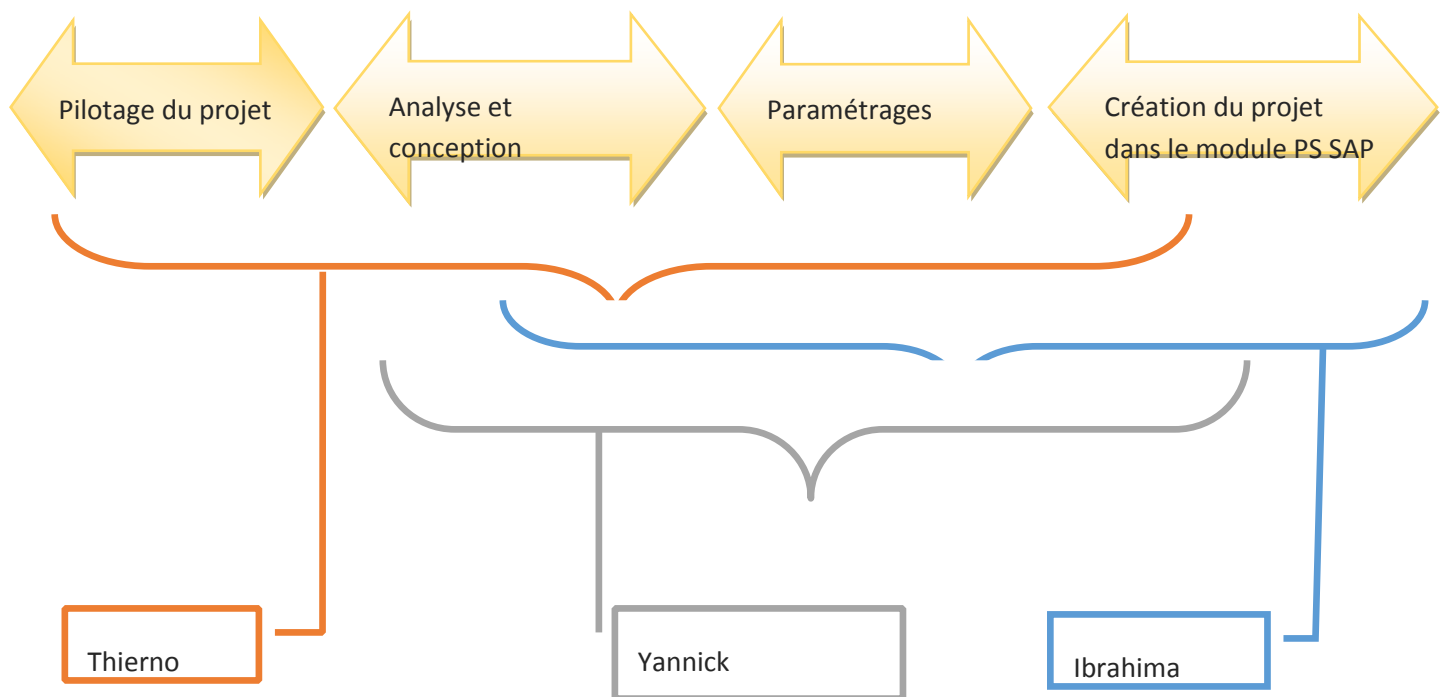 Pilotage du projet
Analyse et
conception
Paramétrages
Création du projet
dans le module PS SAP
Thierno
Yannick
Ibrahima